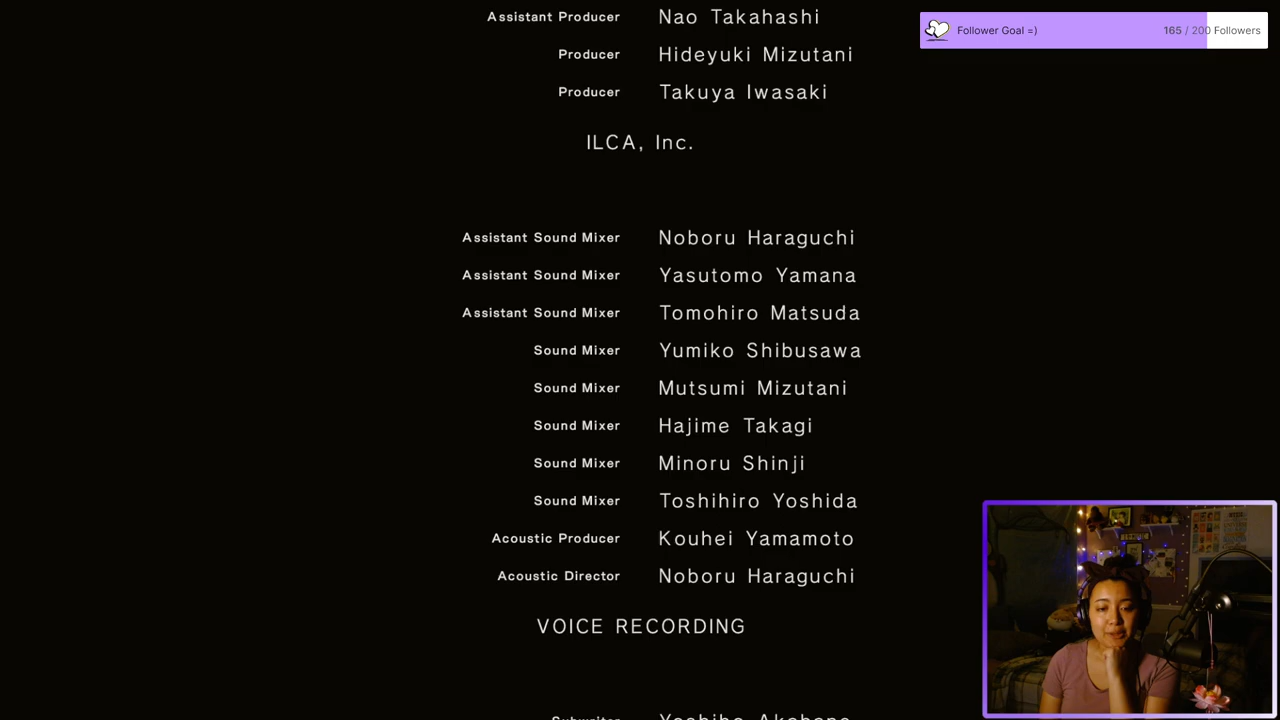 Assistant Producer Nao Takahashi
Follower Goal =) 165 / 200 Followers
Producer Hideyuki Mizutani
Producer Takuya Iwasaki
ILCA, Inc.
Assistant Sound Mixer Noboru Haraguchi
Assistant Sound Mixer Yasutomo Yamana
Assistant Sound Mixer Tomohiro Matsuda
Sound Mixer Yumiko Shibusawa
Sound Mixer Mutsumi Mizutani
Sound Mixer Hajime Takagi
Sound Mixer Minoru Shinji
Sound Mixer Toshihiro Yoshida
Acoustic Producer Kouhei Yamamoto
Acoustic Director Noboru Haraguchi
VOICE RECORDING